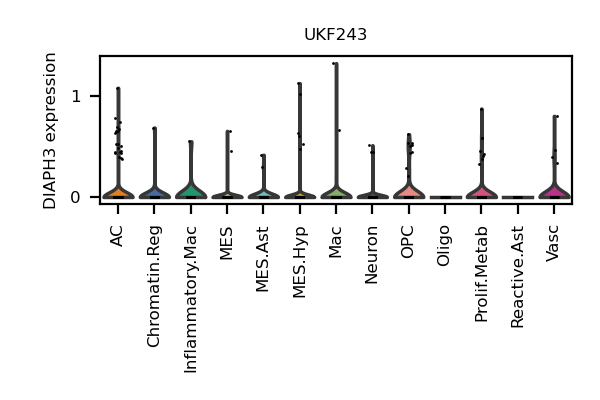 UKF243
DIAPH3 expression
1
0
AC
Chromatin.Reg
Inflammatory.Mac
MES
MES.Ast
MES.Hyp
Mac
Neuron
OPC
Oligo
Prolif.Metab
Reactive.Ast
Vasc